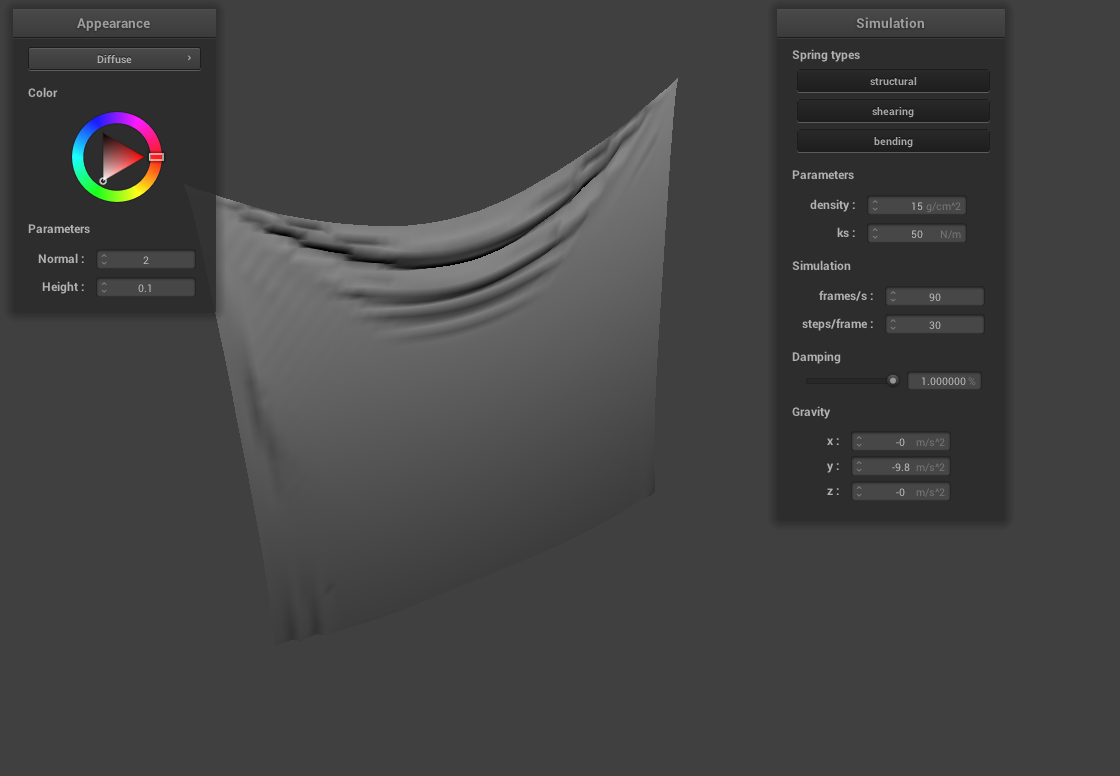 Appearance
Diffuse ›
Color
Parameters
Normal : 2
Height : 0.1
Simulation
Spring types
structural
shearing
bending
Parameters
density : 15 g/cm^2
ks : 50 N/m
Simulation
frames/s : 90
steps/frame : 30
Damping
1.000000 %
Gravity
x : -0 m/s^2
y : -9.8 m/s^2
z : -0 m/s^2